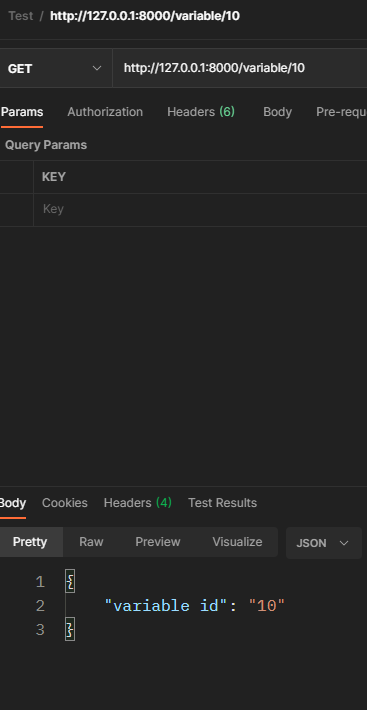 Test / http://127.0.0.1:8000/variable/10
GET http://127.0.0.1:8000/variable/10
Params Authorization Headers (6) Body Pre-requ
Query Params
KEY
Key
Body Cookies Headers (4) Test Results
Pretty Raw Preview Visualize JSON
1 {
2 "variable id": "10"
3 }